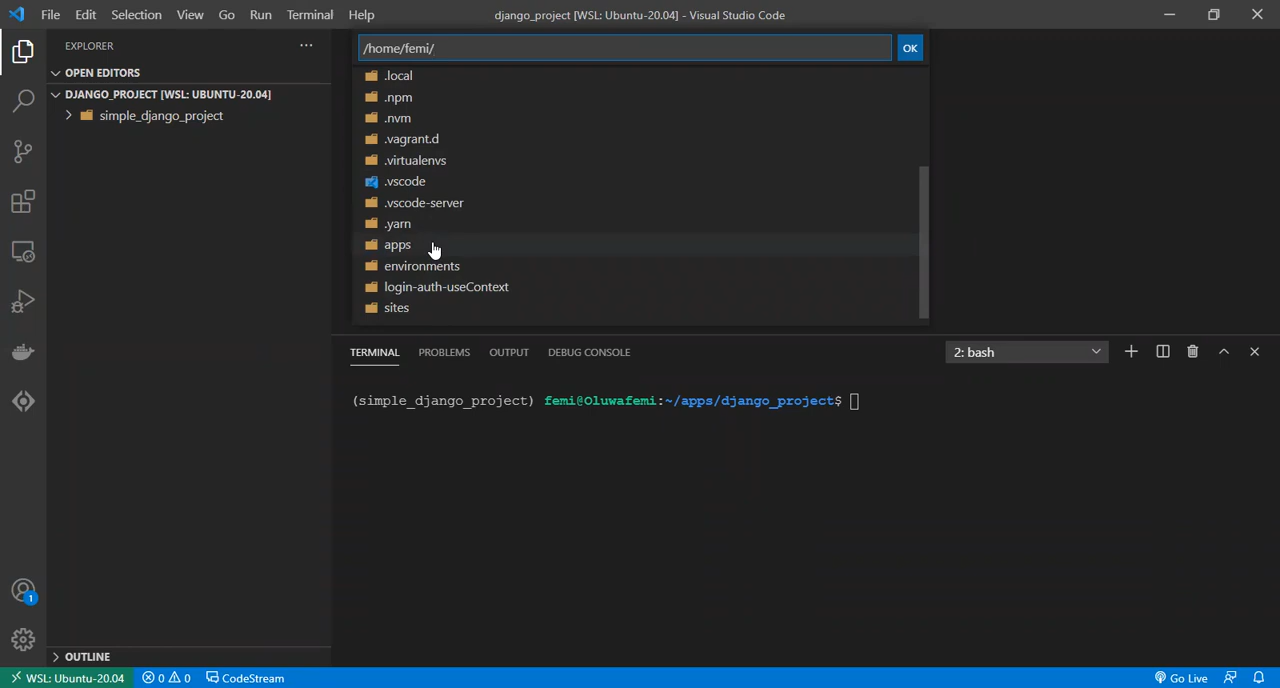 File Edit Selection View Go Run Terminal Help
django_project [WSL: Ubuntu-20.04] - Visual Studio Code
EXPLORER
OPEN EDITORS
DJANGO_PROJECT [WSL: UBUNTU-20.04]
simple_django_project
/home/femi/
OK
.local
.npm
.nvm
.vagrant.d
.virtualenvs
.vscode
.vscode-server
.yarn
apps
environments
login-auth-useContext
sites
TERMINAL PROBLEMS OUTPUT DEBUG CONSOLE
2: bash
(simple_django_project) femi@Oluwafemi:~/apps/django_project$
1
OUTLINE
WSL: Ubuntu-20.04 0 0 CodeStream
Go Live